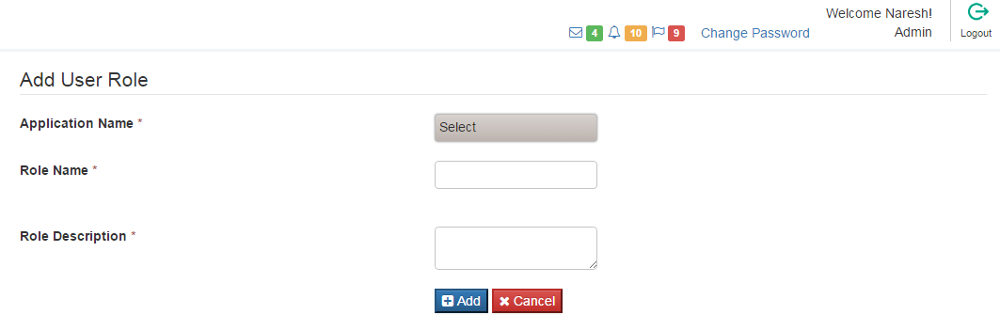 Welcome Naresh!
4 10 9 Change Password Admin Logout
Add User Role
Application Name * Select
Role Name *
Role Description *
Add Cancel